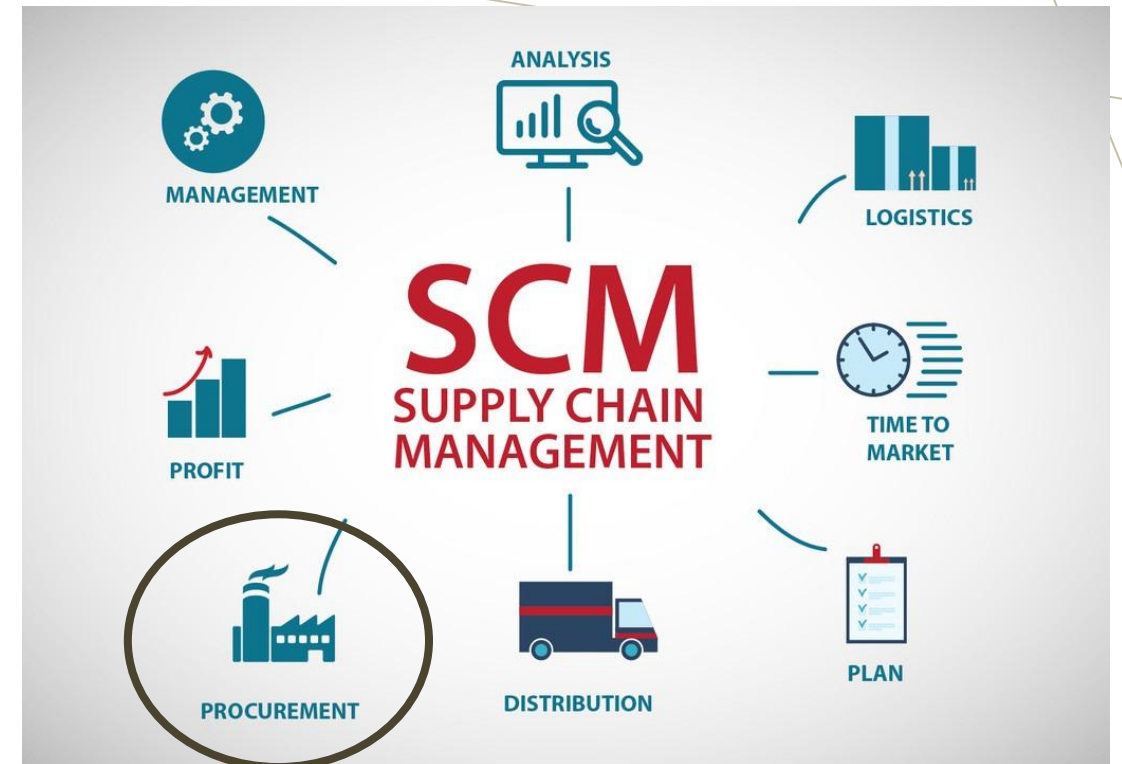 ANALYSIS
MANAGEMENT
LOGISTICS
SCM
SUPPLY CHAIN
MANAGEMENT
TIME TO
MARKET
PROFIT
PLAN
PROCUREMENT
DISTRIBUTION